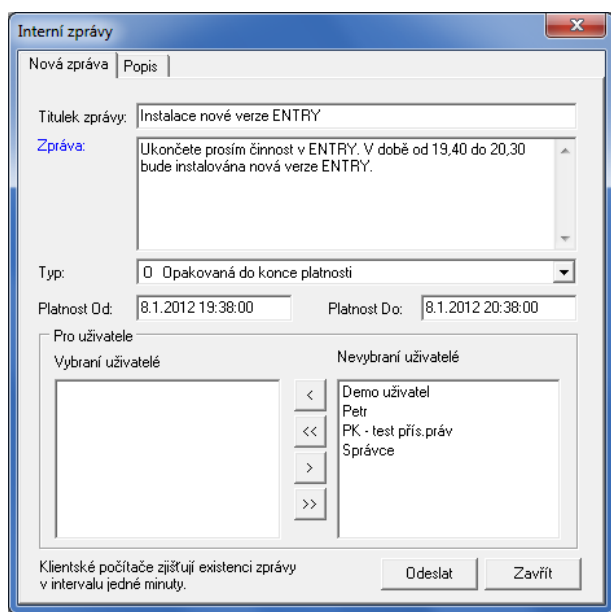 Interní zprávy
Nová zpráva
Popis
Titulek zprávy: Instalace nové verze ENTRY
Zpráva: Ukončete prosím činnost v ENTRY. V době od 19,40 do 20,30
bude instalována nová verze ENTRY.
Typ: O Opakovaná do konce platnosti
Platnost Od: 8.1.2012 19:38:00 Platnost Do: 8.1.2012 20:38:00
Pro uživatele
Vybraní uživatelé
Nevybraní uživatelé
<
<<
>
>>
Demo uživatel
Petr
PK - test přís.práv
Správce
Klientské počítače zjišťují existenci zprávy
v intervalu jedné minuty.
Odeslat
Zavřít